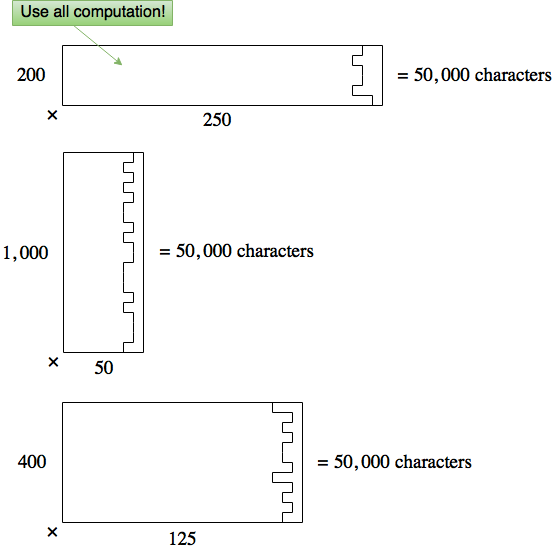 Use all computation!
200
= 50,000 characters
×
250
1,000
= 50,000 characters
×
50
400
= 50,000 characters
×
125